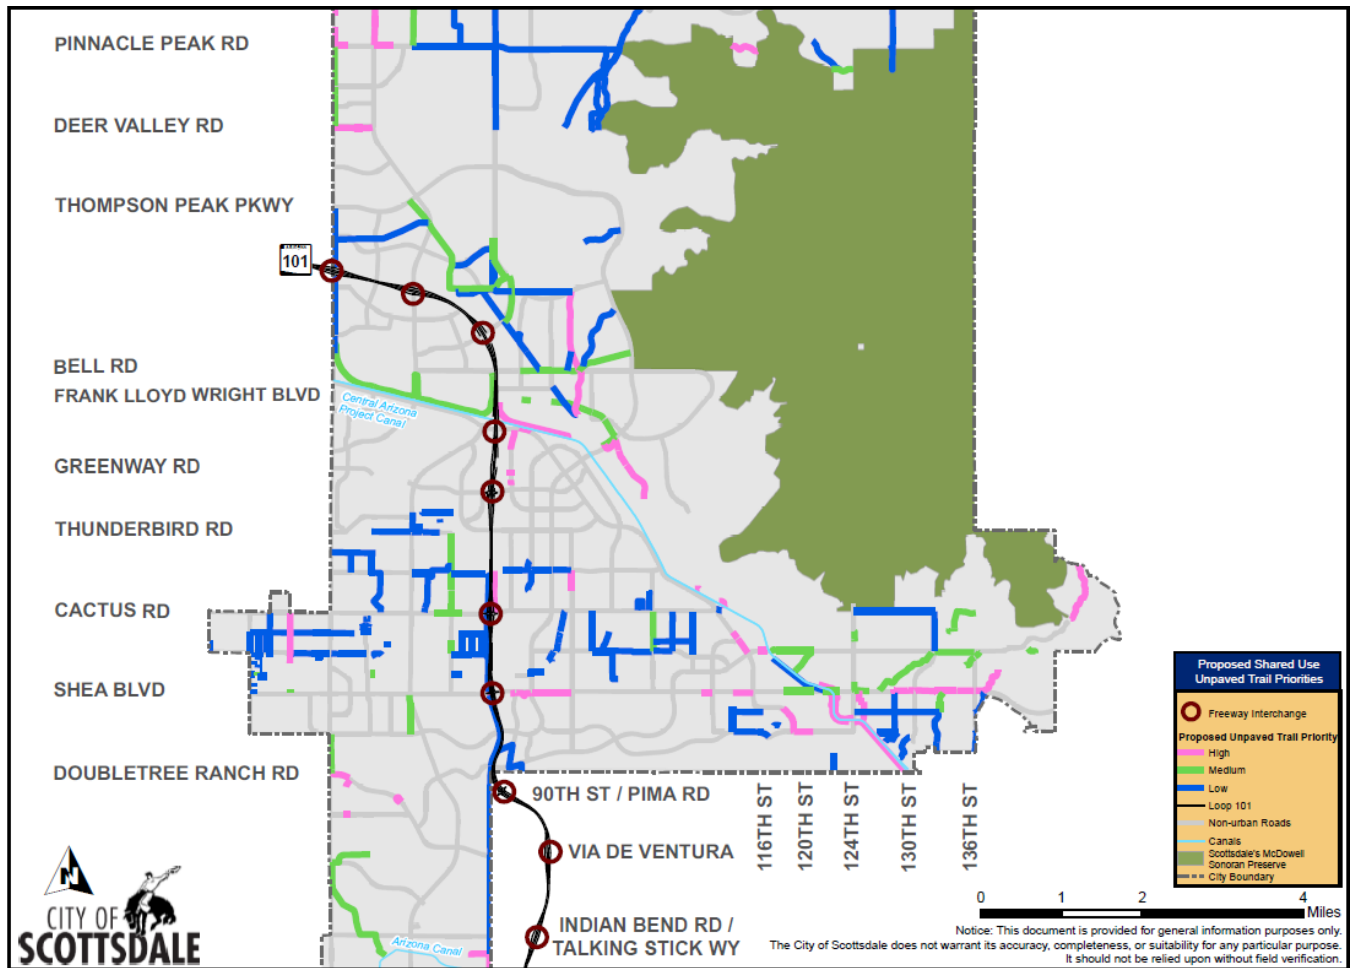 PINNACLE PEAK RD
DEER VALLEY RD
THOMPSON PEAK PKWY
101
BELL RD
FRANK LLOYD WRIGHT BLVD
Central Arizona
Project Canal
GREENWAY RD
THUNDERBIRD RD
CACTUS RD
SHEA BLVD
DOUBLETREE RANCH RD
90TH ST / PIMA RD
VIA DE VENTURA
INDIAN BEND RD /
TALKING STICK WY
Arizona Canal
116TH ST
120TH ST
124TH ST
130TH ST
136TH ST
Proposed Shared Use
Unpaved Trail Priorities
Freeway Interchange
Proposed Unpaved Trail Priority
High
Medium
Low
Loop 101
Non-urban Roads
Canals
Scottsdale's McDowell
Sonoran Preserve
City Boundary
0 1 2 4
Miles
N
CITY OF
SCOTTSDALE
Notice: This document is provided for general information purposes only.
The City of Scottsdale does not warrant its accuracy, completeness, or suitability for any particular purpose.
It should not be relied upon without field verification.